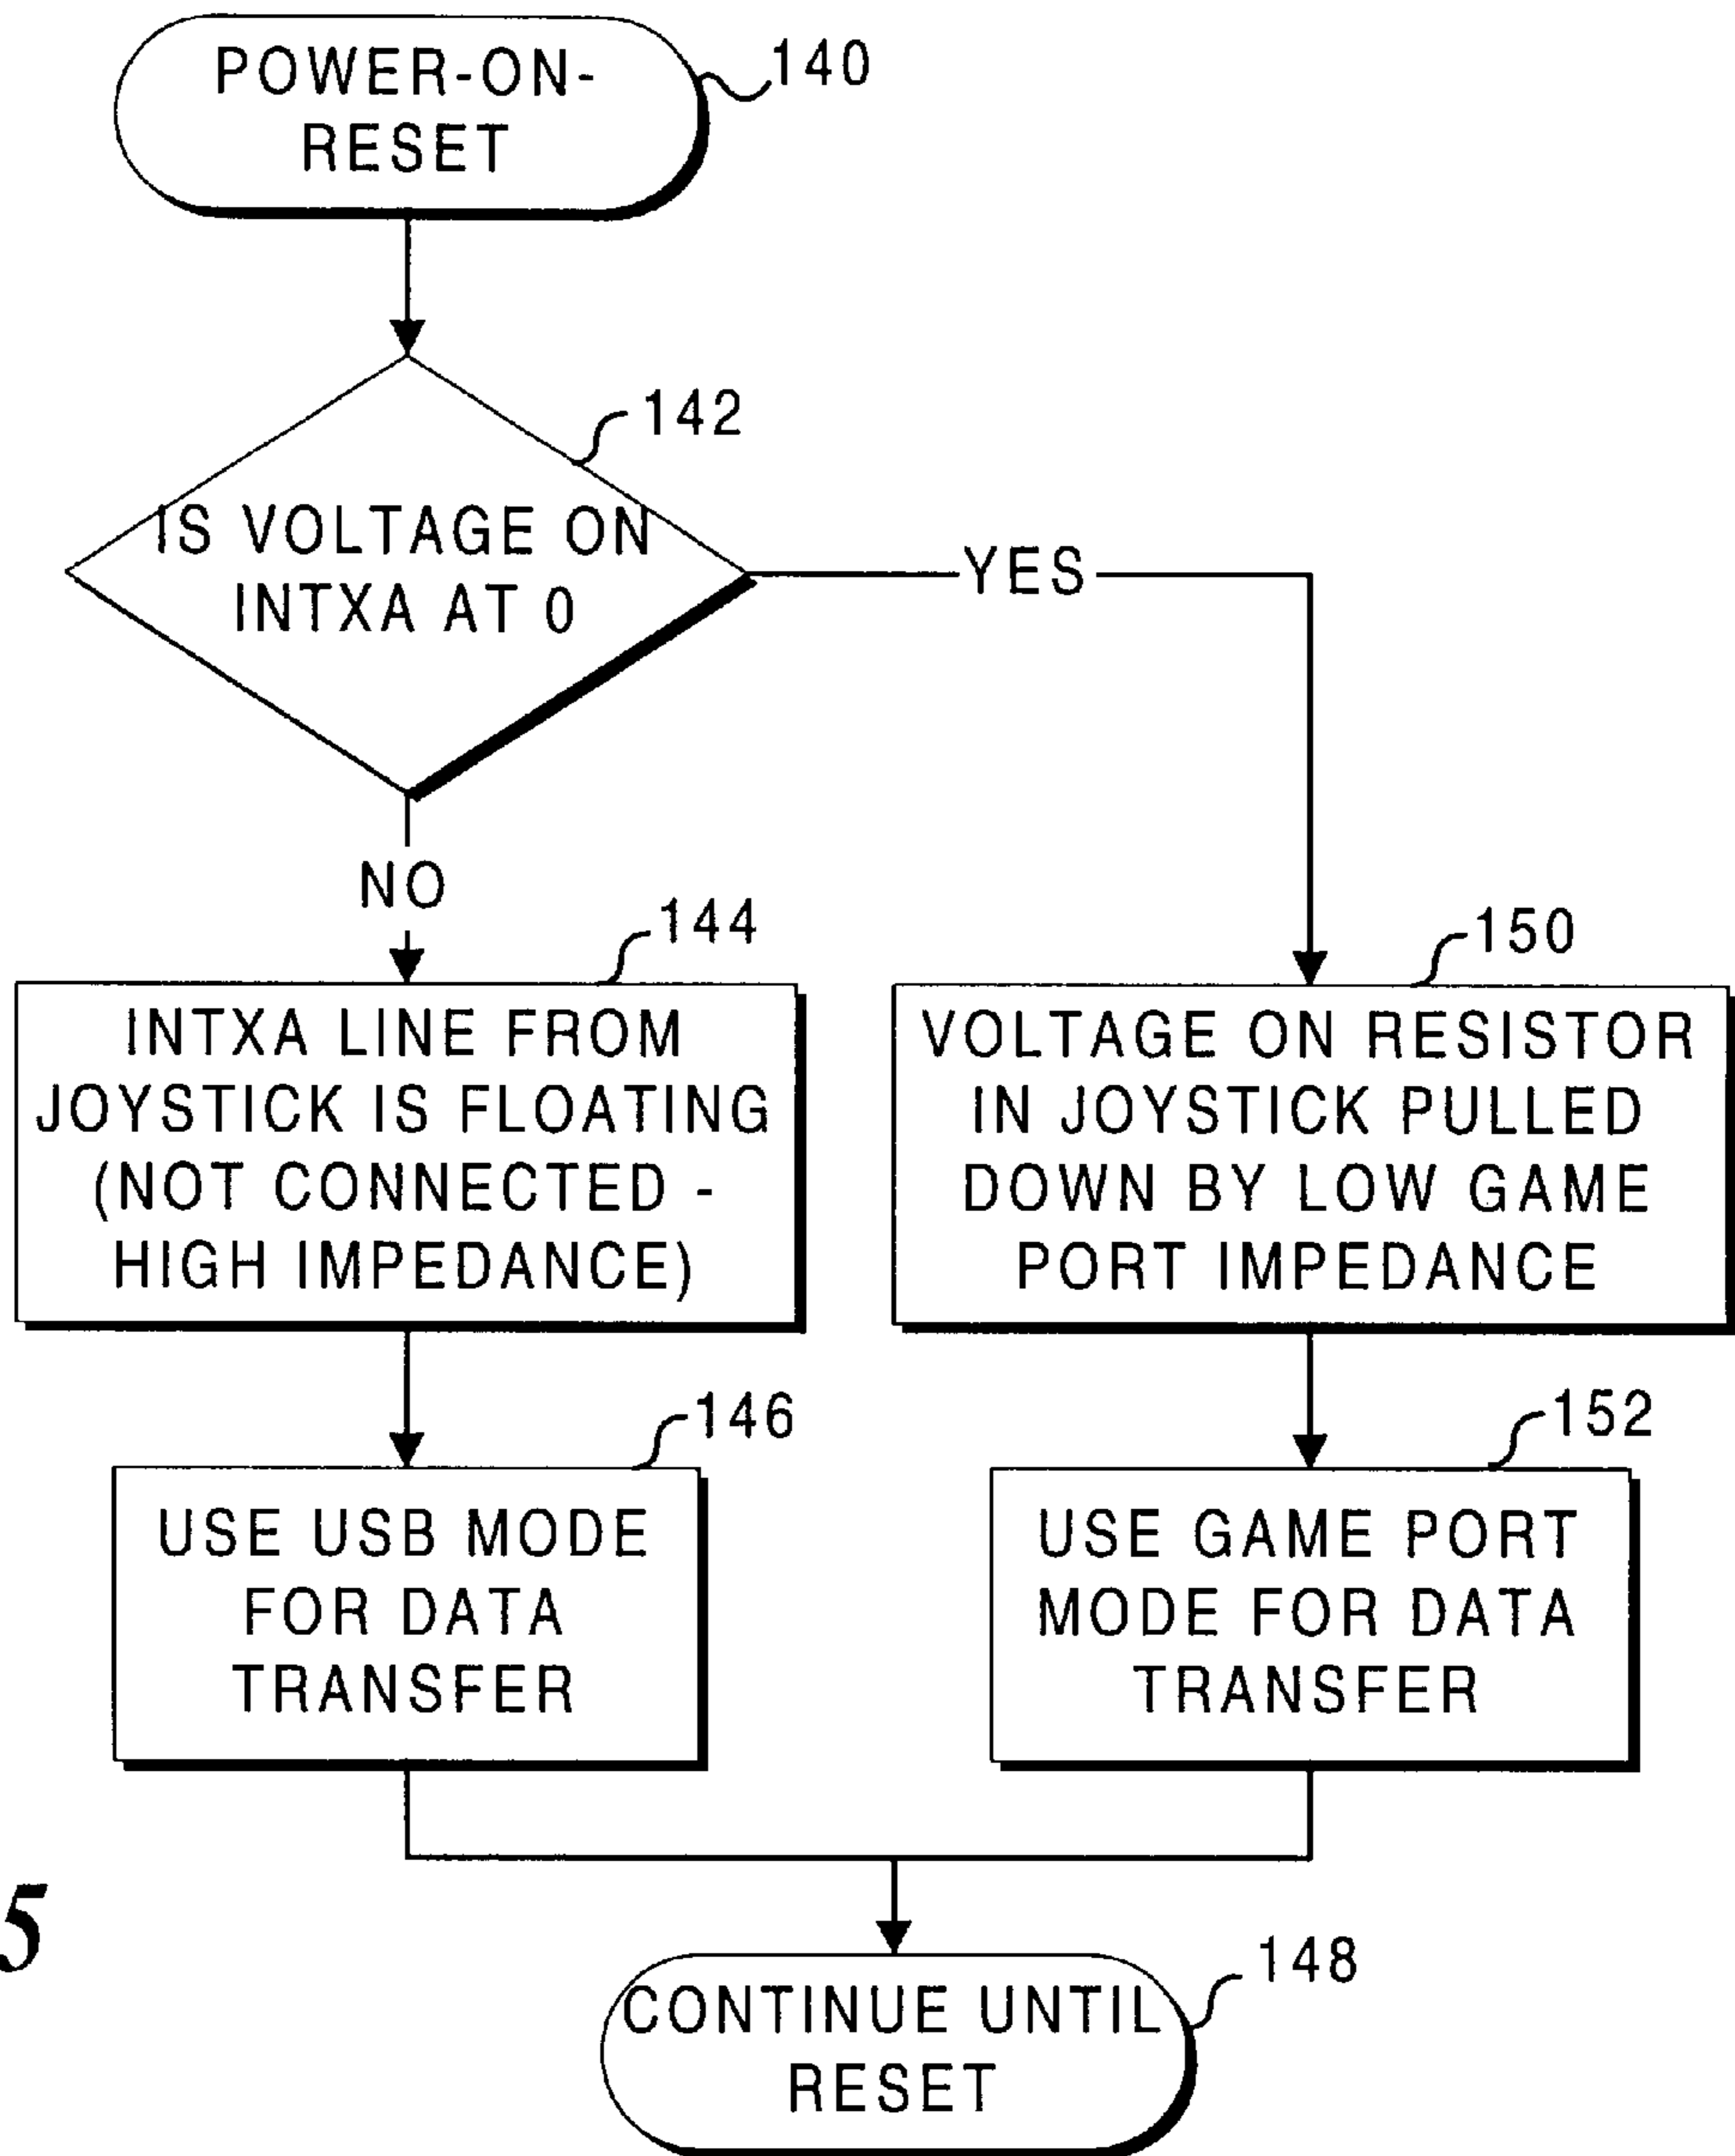 POWER-ON-
RESET
140
142
IS VOLTAGE ON
INTXA AT 0
YES
NO
144
INTXA LINE FROM
JOYSTICK IS FLOATING
(NOT CONNECTED -
HIGH IMPEDANCE)
150
VOLTAGE ON RESISTOR
IN JOYSTICK PULLED
DOWN BY LOW GAME
PORT IMPEDANCE
146
USE USB MODE
FOR DATA
TRANSFER
152
USE GAME PORT
MODE FOR DATA
TRANSFER
5
148
CONTINUE UNTIL
RESET